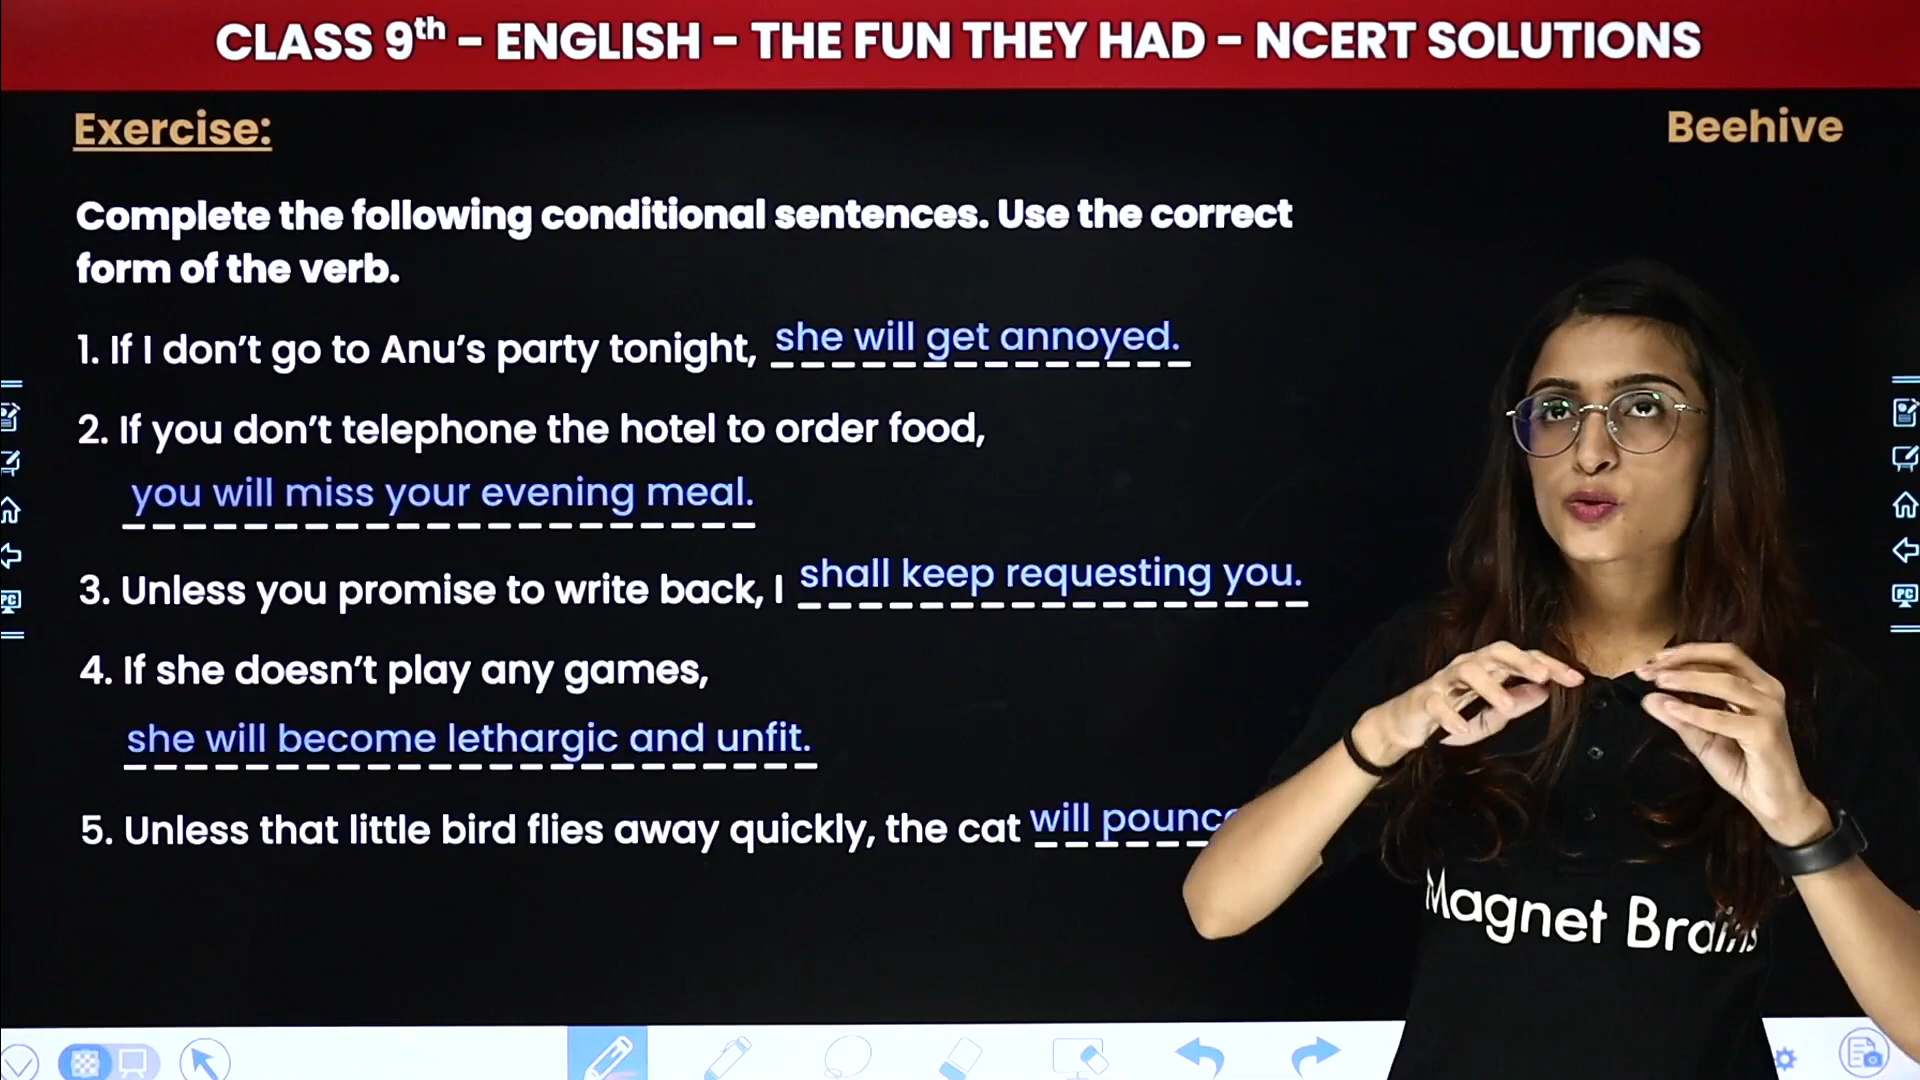 CLASS 9th - ENGLISH - THE FUN THEY HAD - NCERT SOLUTIONS
Exercise:
Beehive
Complete the following conditional sentences. Use the correct
form of the verb.
1. If I don't go to Anu's party tonight, she will get annoyed.
2. If you don't telephone the hotel to order food,
you will miss your evening meal.
3. Unless you promise to write back, I shall keep requesting you.
4. If she doesn't play any games,
she will become lethargic and unfit.
5. Unless that little bird flies away quickly, the cat will
Magnet Brains
PC
PC